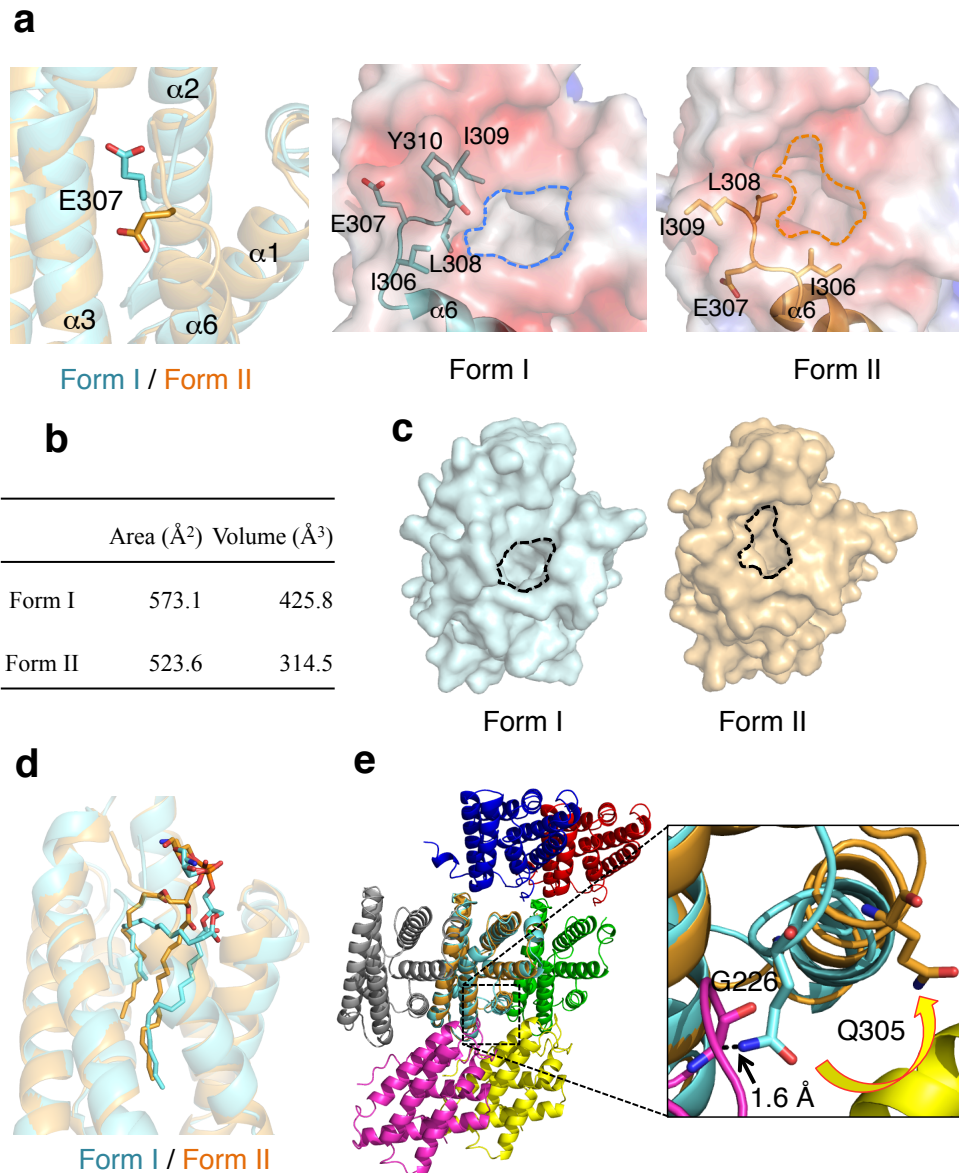 a
α2
E307
α1
α3
α6
Form I / Form II
Y310
I309
E307
L308
I306
α6
Form I
L308
I309
I306
E307
α6
Form II
b
Area (Å2) Volume (Å3)
Form I 573.1 425.8
Form II 523.6 314.5
c
Form I
Form II
d
Form I / Form II
e
G226
Q305
1.6 Å